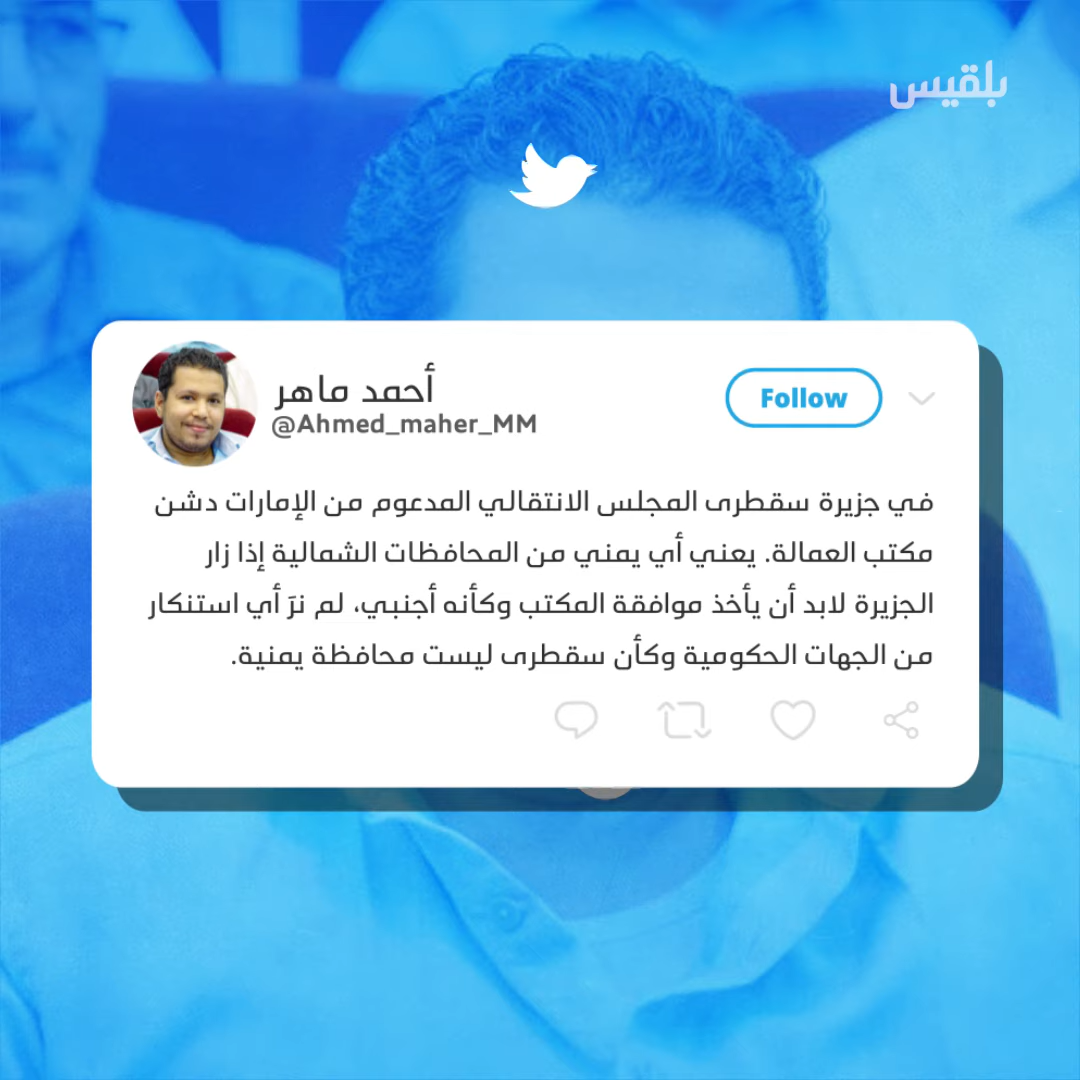 بلقيس
أحمد ماهر
@Ahmed_maher_MM
Follow
في جزيرة سقطرى المجلس الانتقالي المدعوم من الإمارات دشن
مكتب العمالة. يعني أي يمني من المحافظات الشمالية إذا زار
الجزيرة لابد أن يأخذ موافقة المكتب وكأنه أجنبي، لم نرَ أي استنكار
من الجهات الحكومية وكأن سقطرى ليست محافظة يمنية.